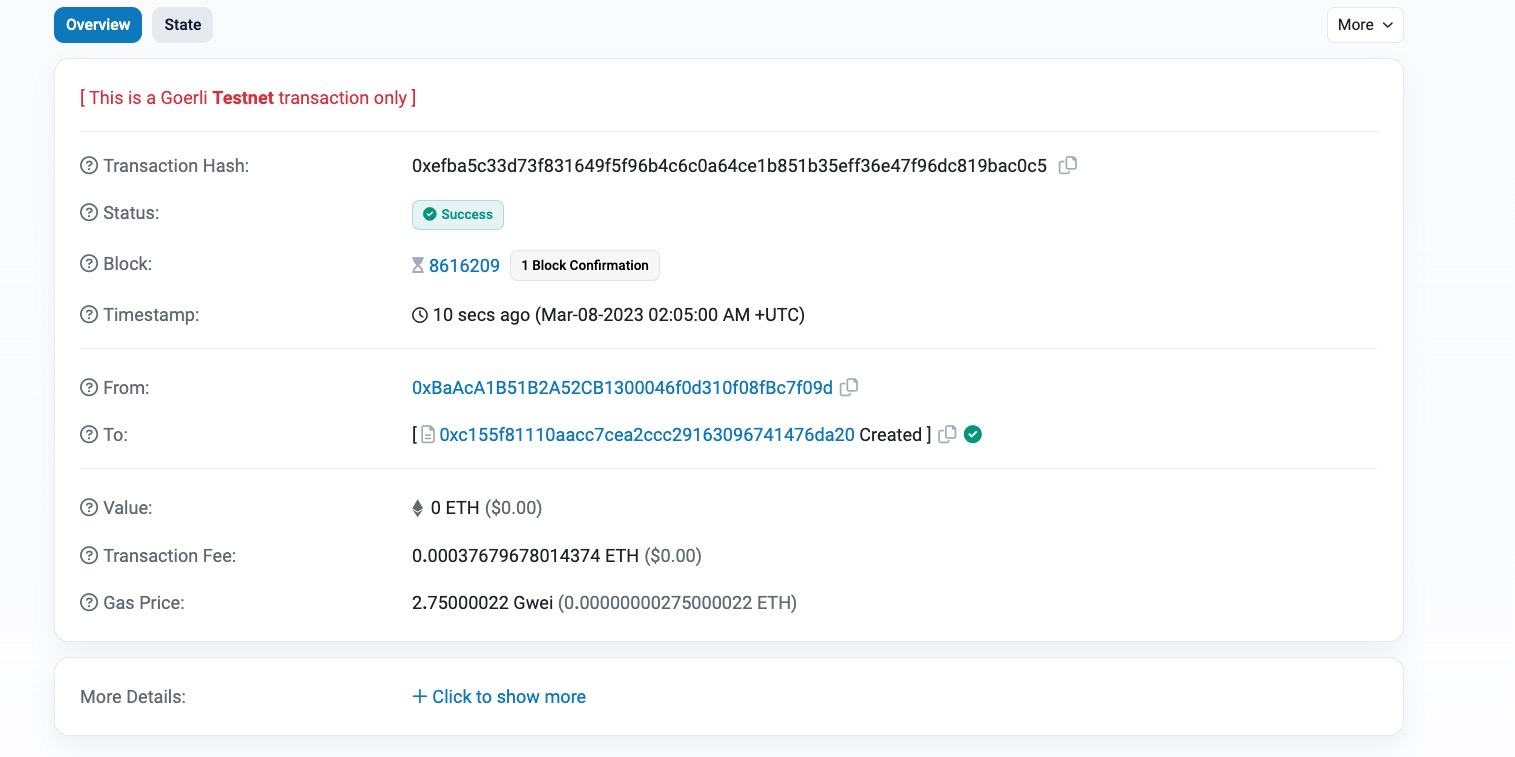 Overview State More
[ This is a Goerli Testnet transaction only ]
Transaction Hash: 0xefba5c33d73f831649f5f96b4c6c0a64ce1b851b35eff36e47f96dc819bac0c5
Status: Success
Block: 8616209 1 Block Confirmation
Timestamp: 10 secs ago (Mar-08-2023 02:05:00 AM +UTC)
From: 0xBaAcA1B51B2A52CB1300046f0d310f08fBc7f09d
To: [ 0xc155f81110aacc7cea2ccc29163096741476da20 Created ]
Value: 0 ETH ($0.00)
Transaction Fee: 0.00037679678014374 ETH ($0.00)
Gas Price: 2.75000022 Gwei (0.00000000275000022 ETH)
More Details: + Click to show more